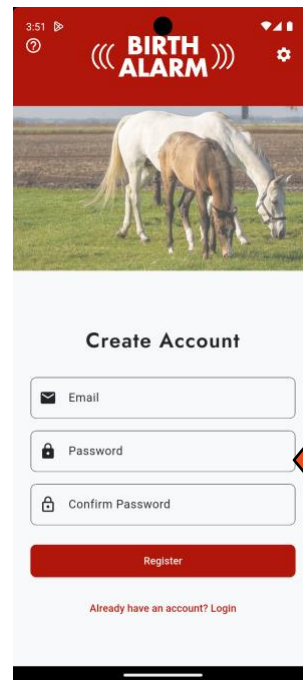 3:51
((( BIRTH
ALARM )))
Create Account
Email
Password
Confirm Password
Register
Already have an account? Login